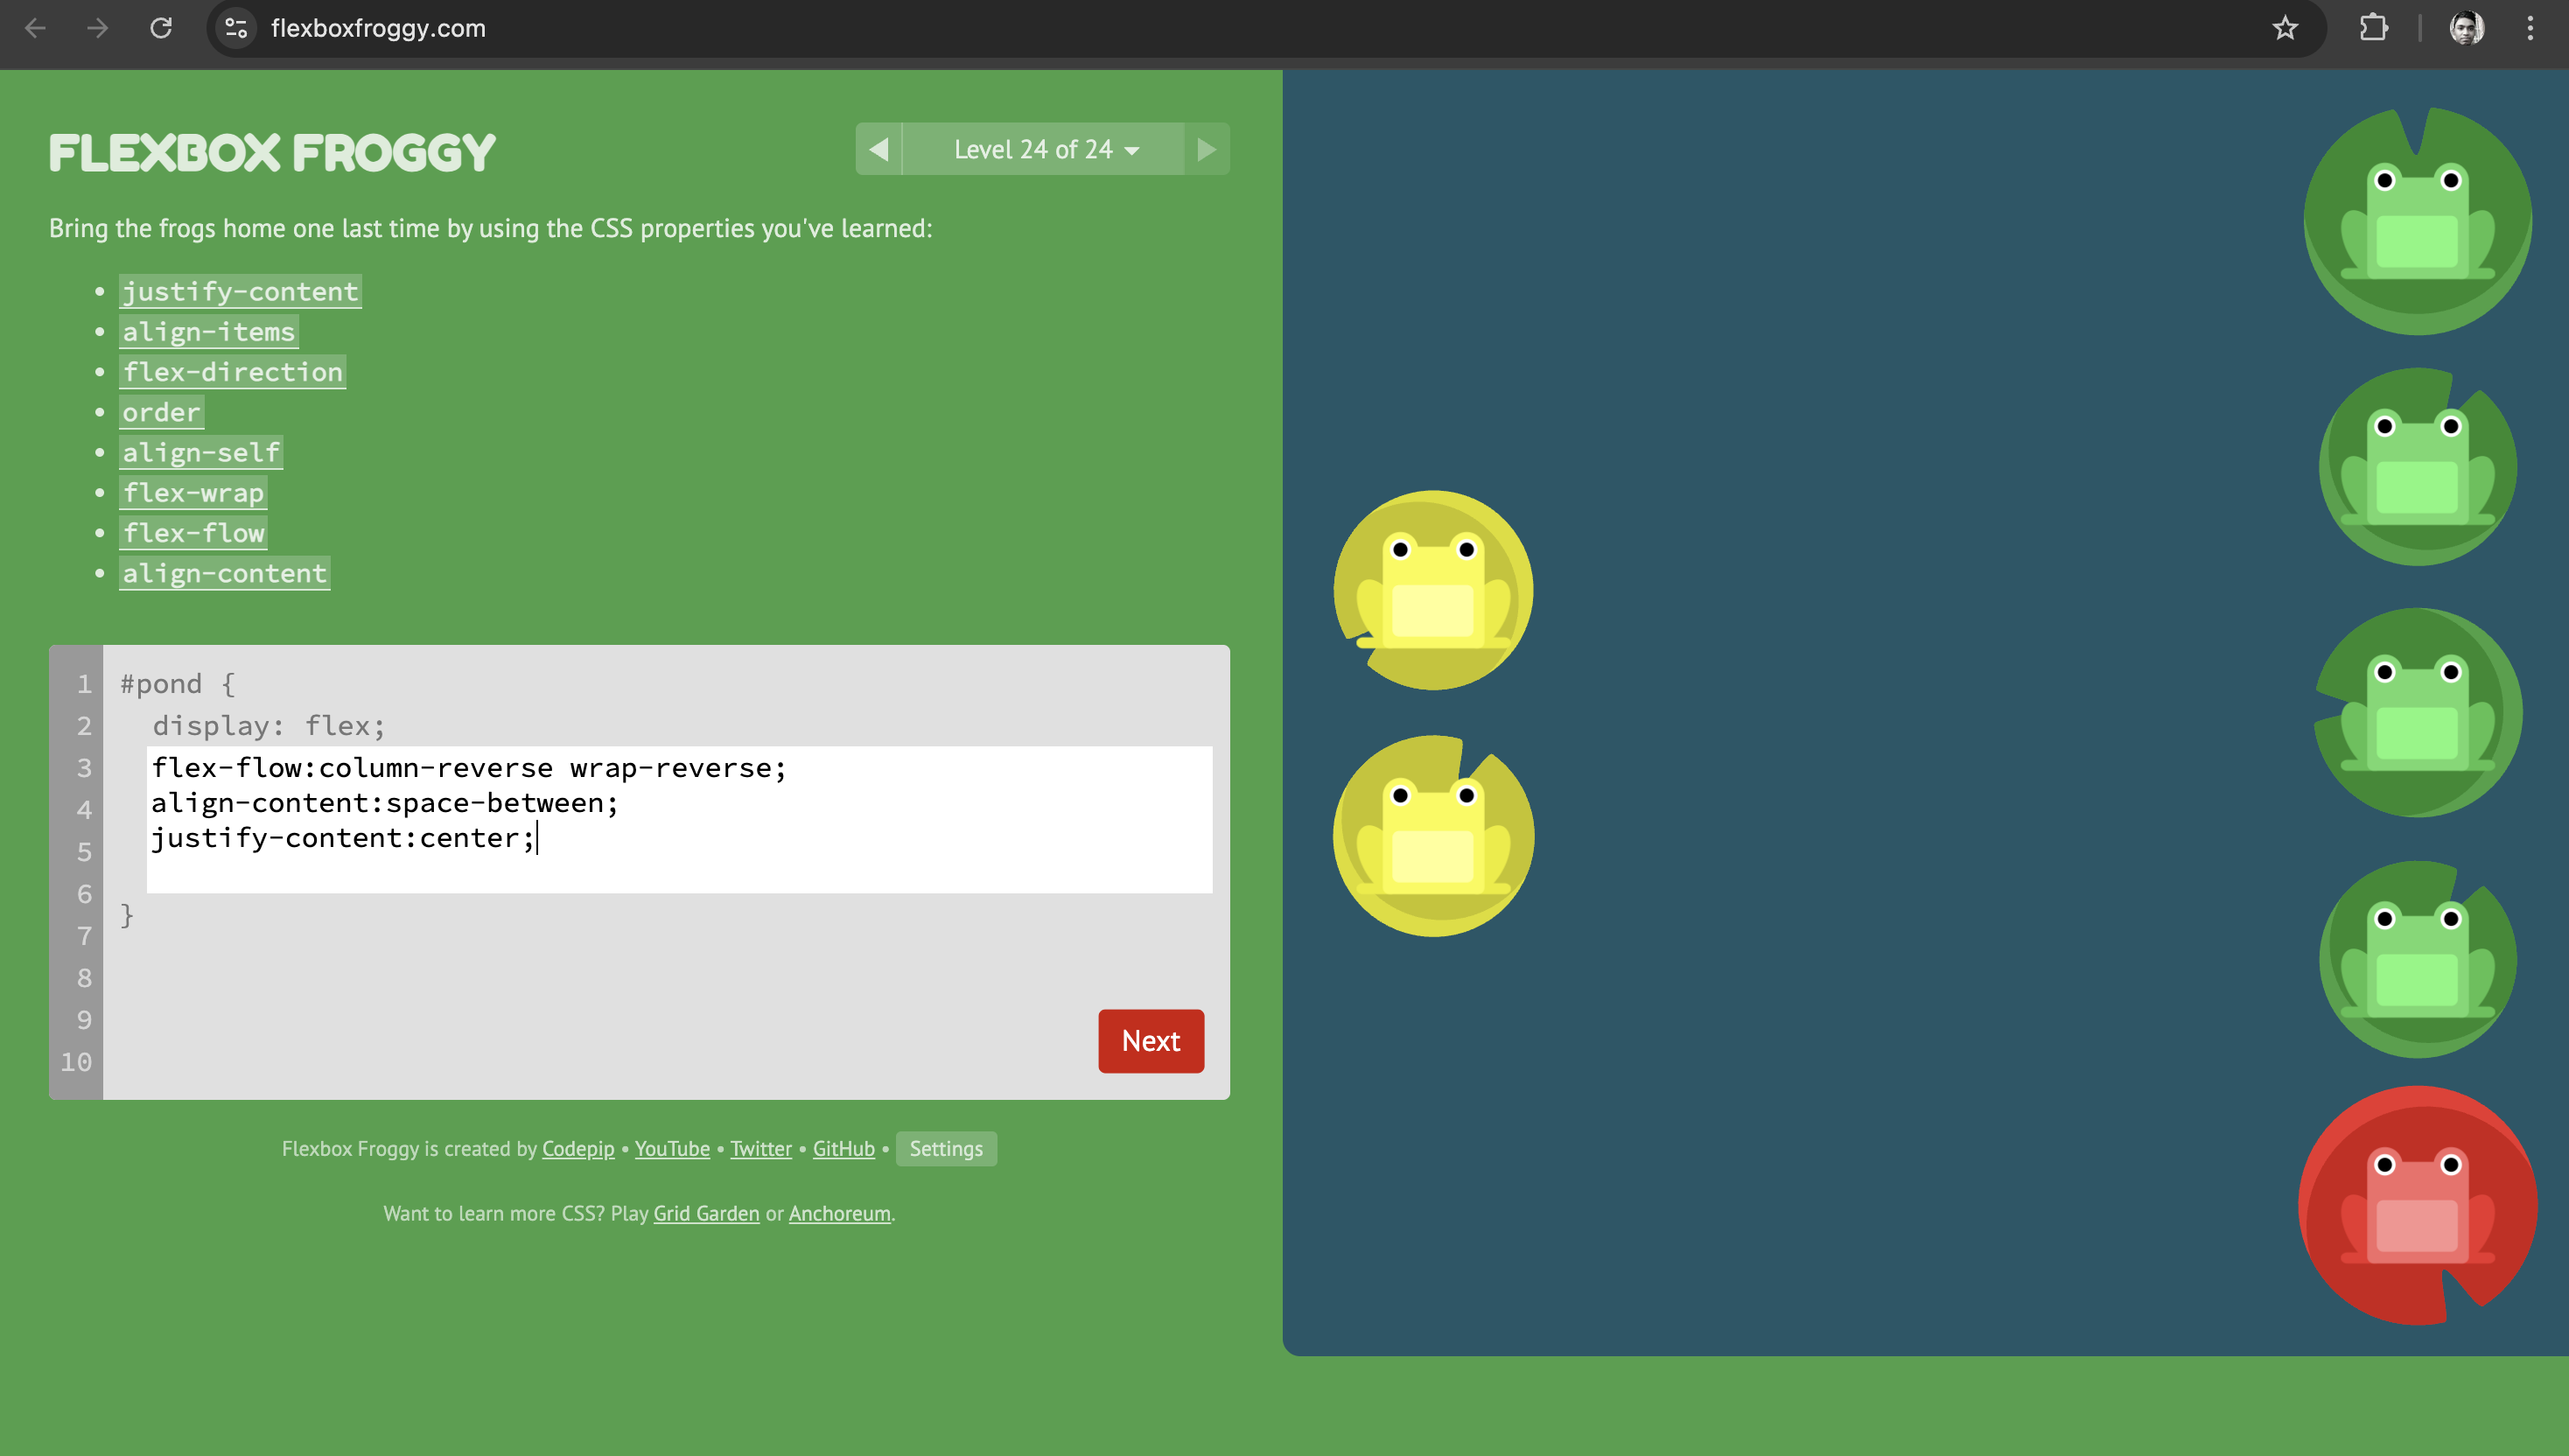 flexboxfroggy.com
FLEXBOX FROGGY
Level 24 of 24
Bring the frogs home one last time by using the CSS properties you've learned:
• justify-content
• align-items
• flex-direction
• order
• align-self
• flex-wrap
• flex-flow
• align-content
1 #pond {
2 display: flex;
3 flex-flow:column-reverse wrap-reverse;
4 align-content:space-between;
5 justify-content:center;
6
7 }
8
9
10
Next
Flexbox Froggy is created by Codepip • YouTube • Twitter • GitHub • Settings
Want to learn more CSS? Play Grid Garden or Anchoreum.